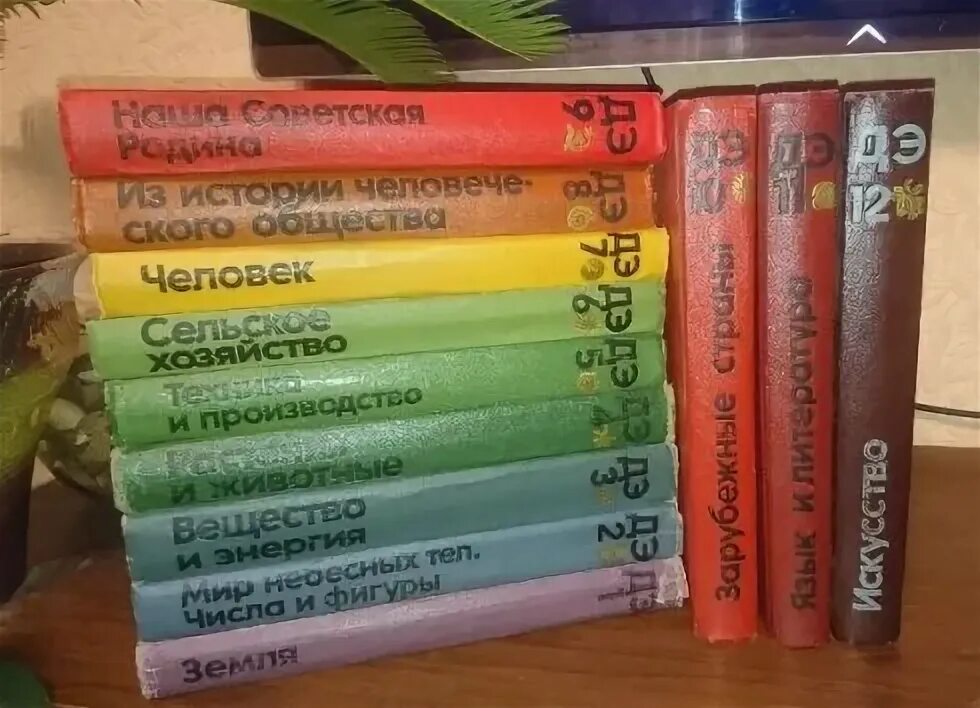 Наша Советская
Родина
ДЭ
9
Из истории человече-
ского общества
ДЭ
8
Человек
ДЭ
7
Сельское
хозяйство
ДЭ
6
Техника
и производство
ДЭ
5
и животные
ДЭ
4
Вещество
и энергия
ДЭ
3
Мир небесных тел.
Числа и фигуры
ДЭ
2
Земля
ДЭ
1
ДЭ
10
Зарубежные страны
ДЭ
11
Язык и литература
ДЭ
12
Искусство